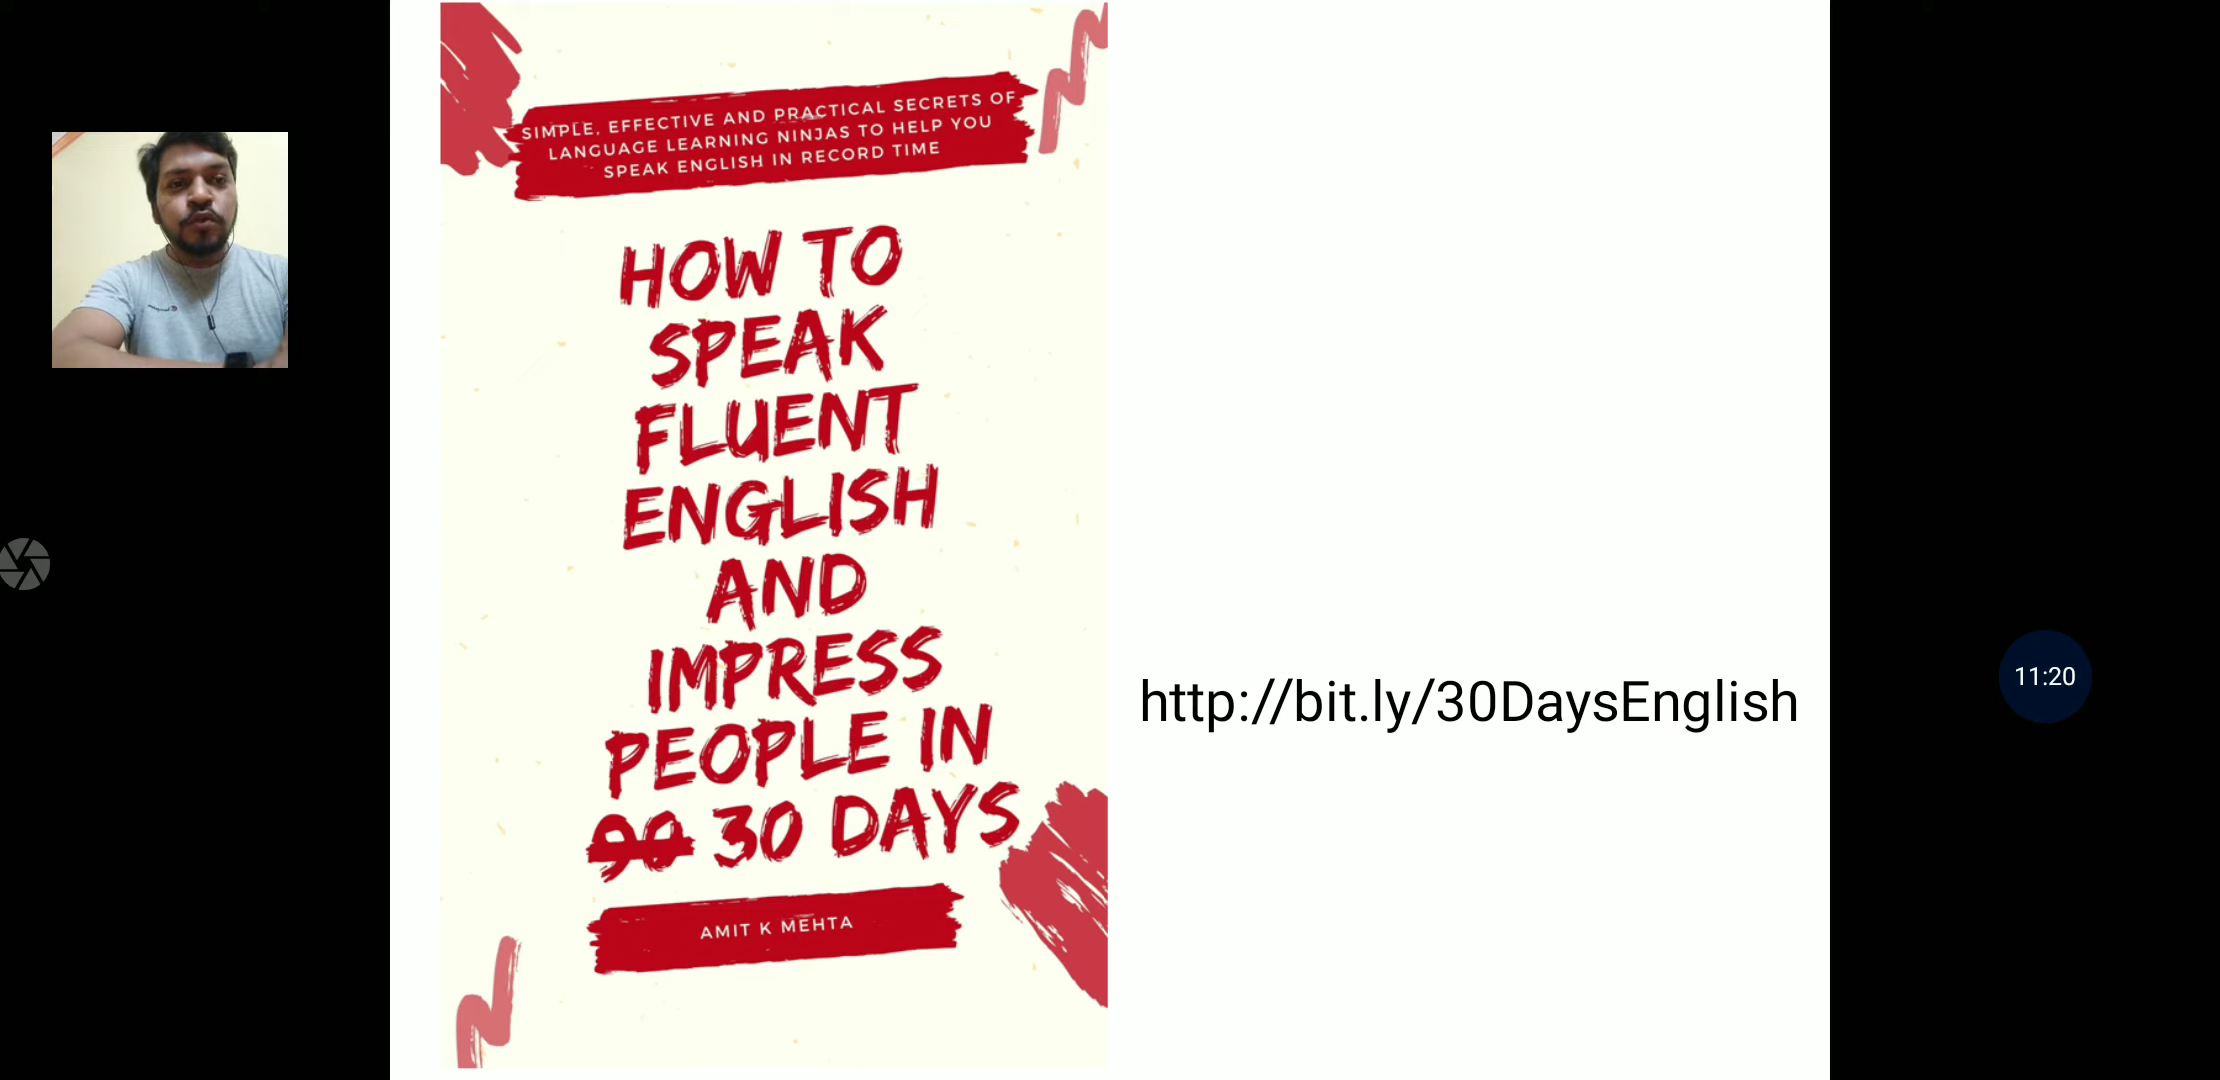 SIMPLE, EFFECTIVE AND PRACTICAL SECRETS OF
LANGUAGE LEARNING NINJAS TO HELP YOU
SPEAK ENGLISH IN RECORD TIME
HOW TO
SPEAK
FLUENT
ENGLISH
AND
IMPRESS
PEOPLE IN
90 30 DAYS
AMIT K MEHTA
http://bit.ly/30DaysEnglish
11:20